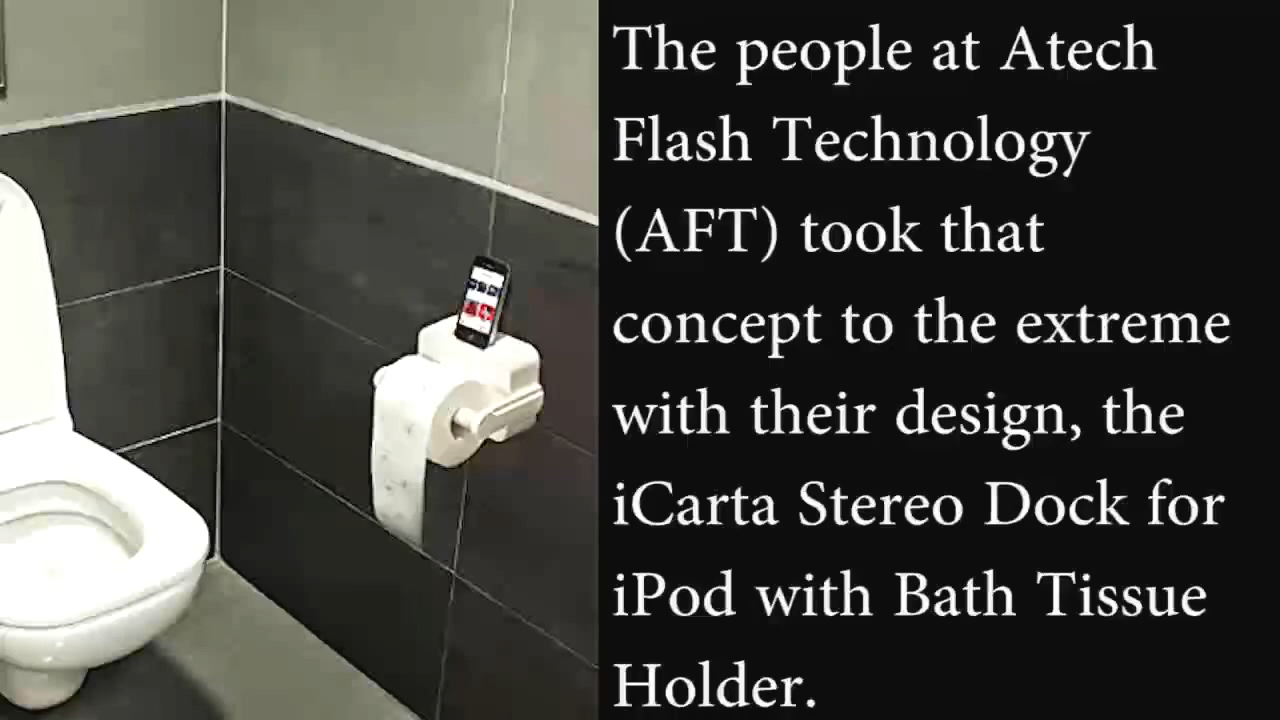 The people at Atech
Flash Technology
(AFT) took that
concept to the extreme
with their design, the
iCarta Stereo Dock for
iPod with Bath Tissue
Holder.